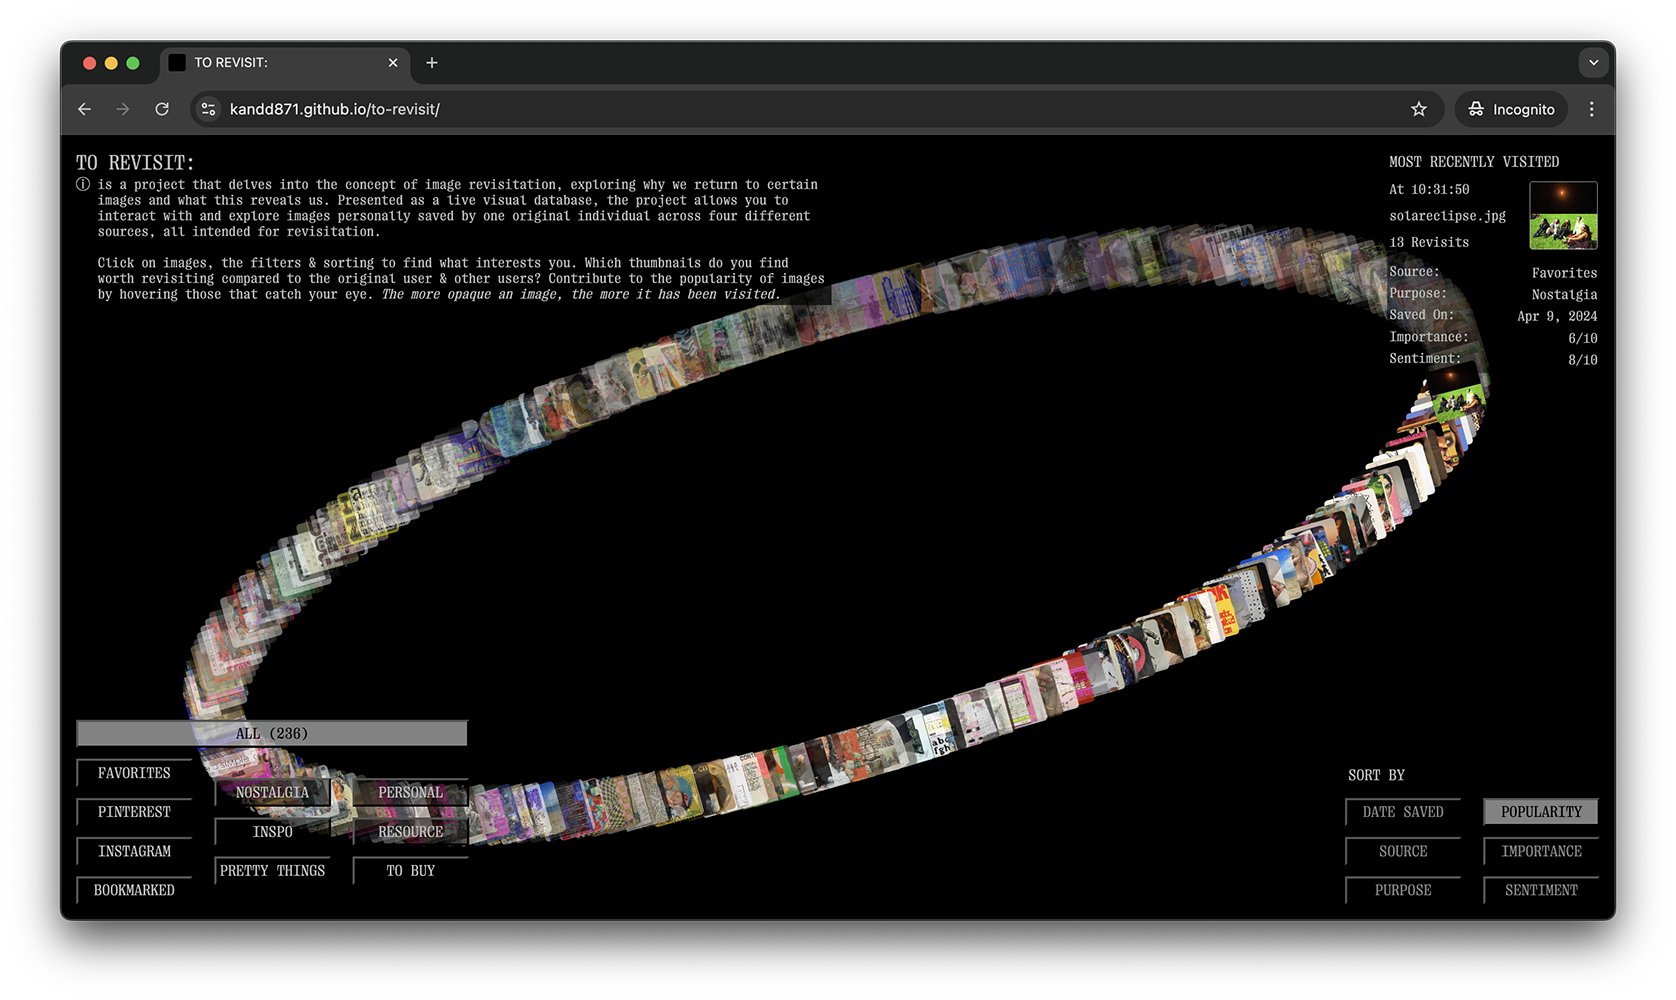 TO REVISIT:
kandd871.github.io/to-revisit/
Incognito
TO REVISIT:
is a project that delves into the concept of image revisitation, exploring why we return to certain
images and what this reveals us. Presented as a live visual database, the project allows you to
interact with and explore images personally saved by one original individual across four different
sources, all intended for revisitation.
Click on images, the filters & sorting to find what interests you. Which thumbnails do you find
worth revisiting compared to the original user & other users? Contribute to the popularity of images
by hovering those that catch your eye. The more opaque an image, the more it has been visited.
MOST RECENTLY VISITED
At 10:31:50
solareclipse.jpg
13 Revisits
Source: Favorites
Purpose: Nostalgia
Saved On: Apr 9, 2024
Importance: 6/10
Sentiment: 8/10
ALL (236)
FAVORITES
PINTEREST
INSTAGRAM
BOOKMARKED
NOSTALGIA
PERSONAL
INSPO
RESOURCE
PRETTY THINGS
TO BUY
SORT BY
DATE SAVED
POPULARITY
SOURCE
IMPORTANCE
PURPOSE
SENTIMENT